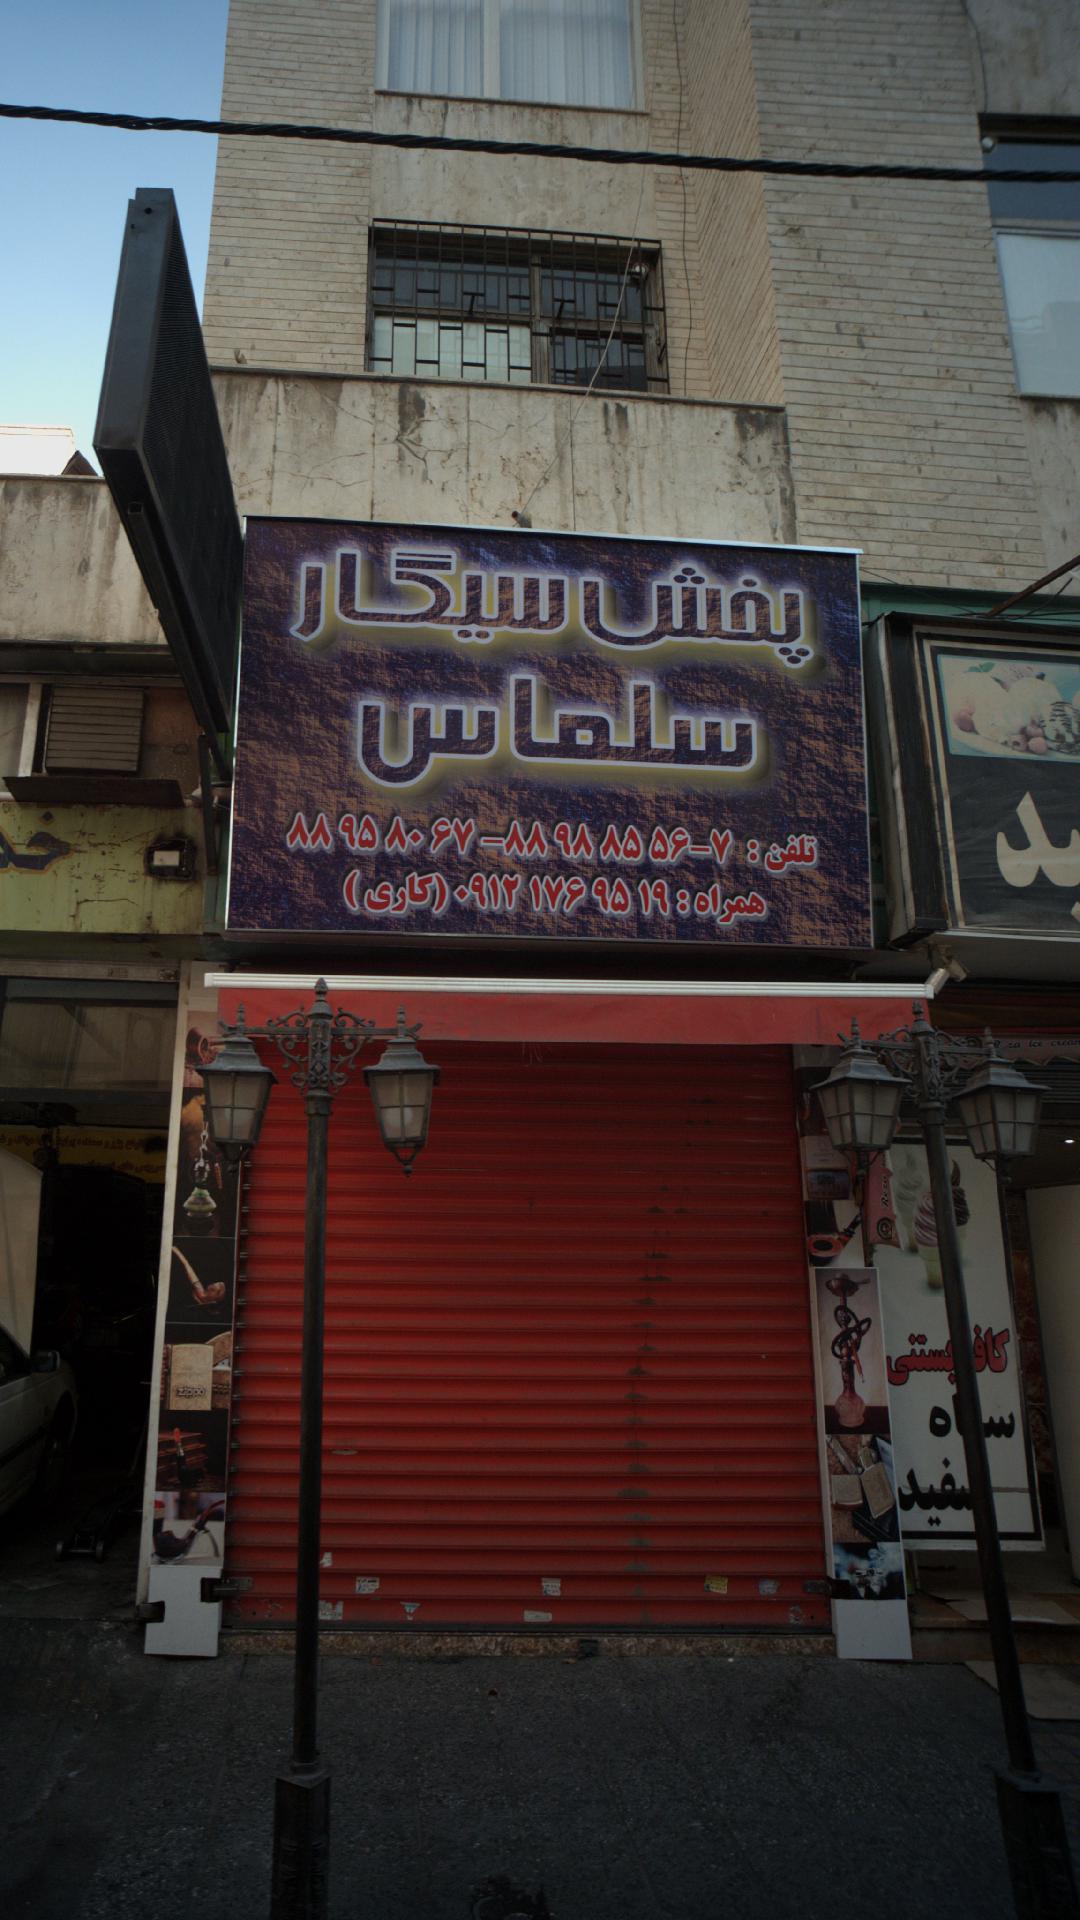 پخش سیگار
سلماس
تلفن : ۷-۵۶ ۸۵ ۹۸ ۸۸ - ۶۷ ۸۰ ۹۵ ۸۸
همراه : ۱۹ ۹۵ ۱۷۶ ۰۹۱۲ (کاری)
کافه بستنی
سیاه
سفید
zippo